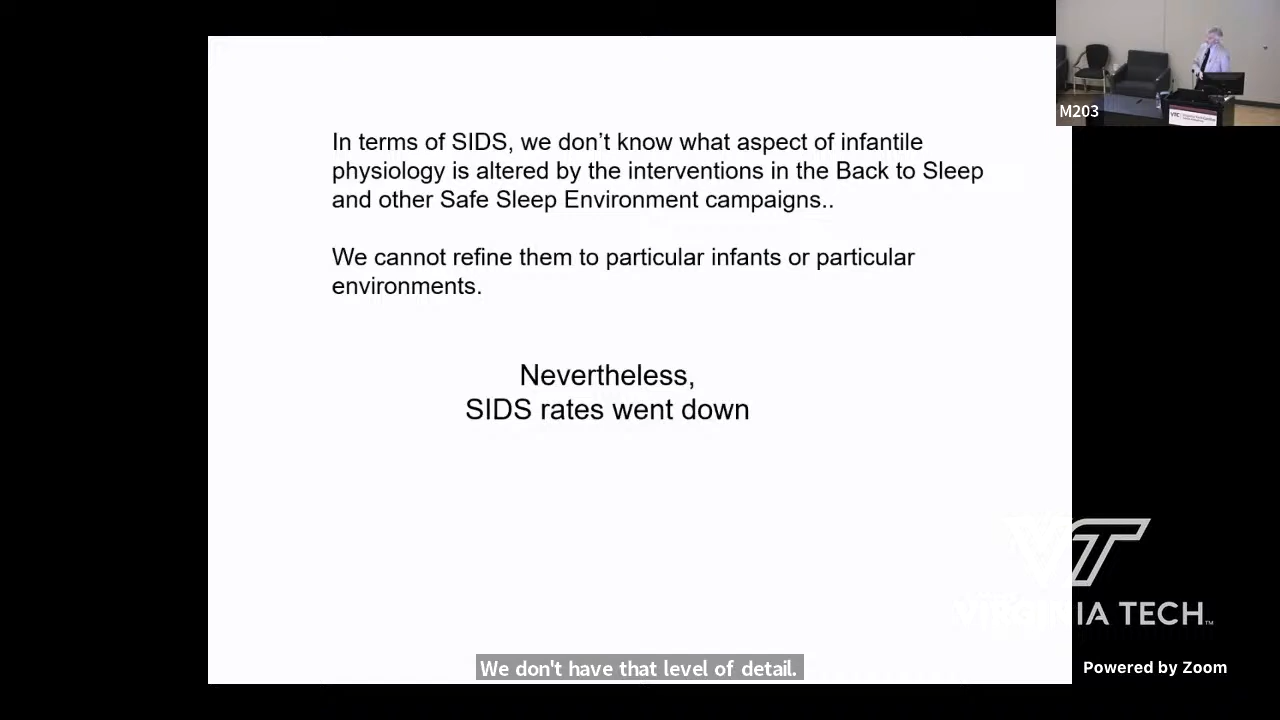 M203
In terms of SIDS, we don’t know what aspect of infantile
physiology is altered by the interventions in the Back to Sleep
and other Safe Sleep Environment campaigns..
We cannot refine them to particular infants or particular
environments.
Nevertheless,
SIDS rates went down
VT
VIRGINIA TECH™
We don't have that level of detail.
Powered by Zoom